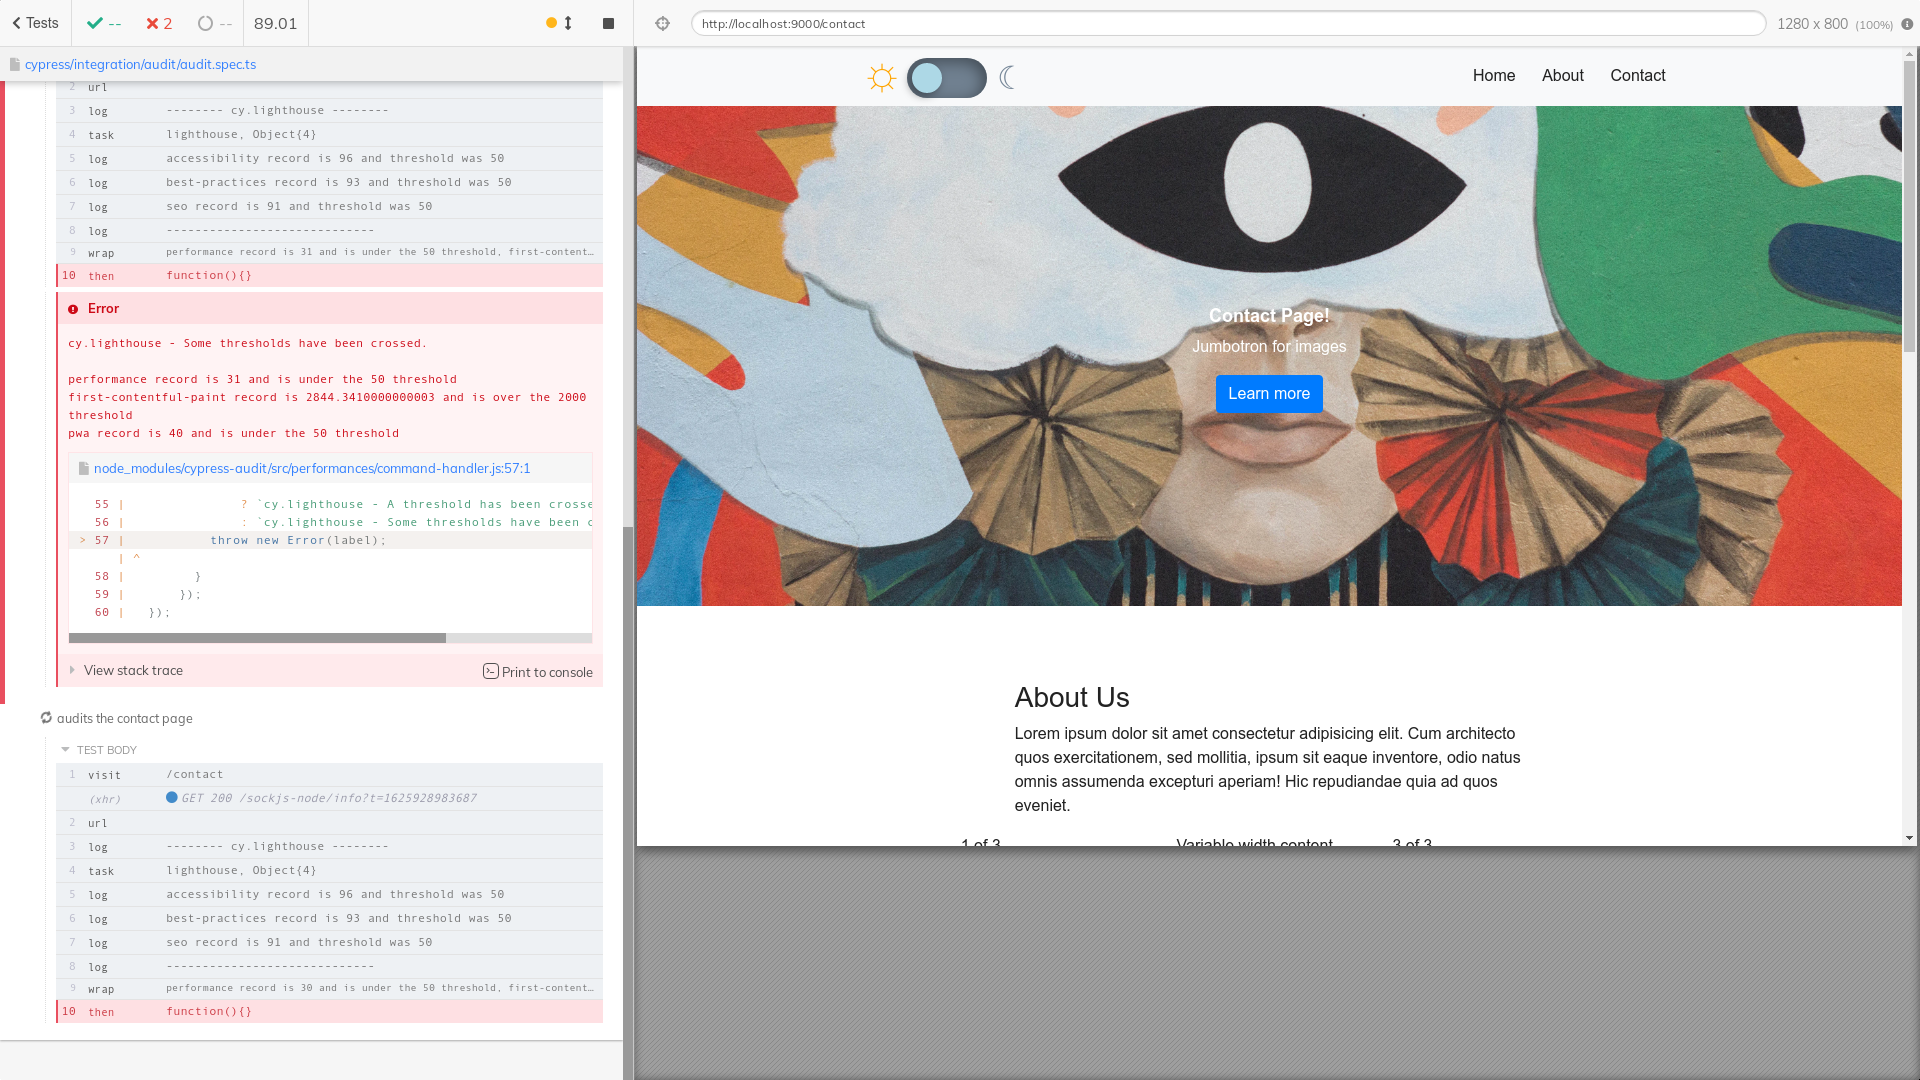 Tests
--
2
--
89.01
http://localhost:9000/contact
1280 x 800 (100%)
cypress/integration/audit/audit.spec.ts
2 url
3 log -------- cy.lighthouse --------
4 task lighthouse, Object{4}
5 log accessibility record is 96 and threshold was 50
6 log best-practices record is 93 and threshold was 50
7 log seo record is 91 and threshold was 50
8 log -----------------------------
9 wrap performance record is 31 and is under the 50 threshold, first-content…
10 then function(){}
Error
cy.lighthouse - Some thresholds have been crossed.
performance record is 31 and is under the 50 threshold
first-contentful-paint record is 2844.3410000000003 and is over the 2000
threshold
pwa record is 40 and is under the 50 threshold
node_modules/cypress-audit/src/performances/command-handler.js:57:1
55 | ? `cy.lighthouse - A threshold has been crosse
56 | : `cy.lighthouse - Some thresholds have been c
> 57 | throw new Error(label);
| ^
58 | }
59 | });
60 | });
View stack trace
Print to console
audits the contact page
TEST BODY
1 visit /contact
(xhr) GET 200 /sockjs-node/info?t=1625928983687
2 url
3 log -------- cy.lighthouse --------
4 task lighthouse, Object{4}
5 log accessibility record is 96 and threshold was 50
6 log best-practices record is 93 and threshold was 50
7 log seo record is 91 and threshold was 50
8 log -----------------------------
9 wrap performance record is 30 and is under the 50 threshold, first-content…
10 then function(){}
Home About Contact
Contact Page!
Jumbotron for images
Learn more
About Us
Lorem ipsum dolor sit amet consectetur adipisicing elit. Cum architecto
quos exercitationem, sed mollitia, ipsum sit eaque inventore, odio natus
omnis assumenda excepturi aperiam! Hic repudiandae quia ad quos
eveniet.
1 of 3 Variable width content 3 of 3